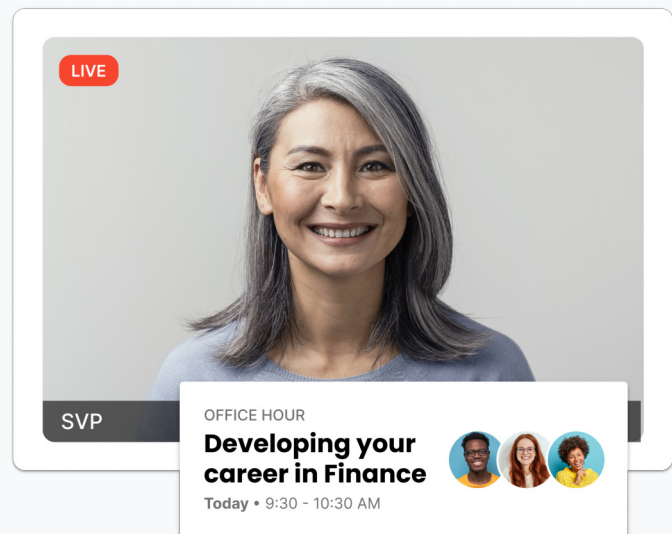 LIVE
SVP
OFFICE HOUR
Developing your
career in Finance
Today • 9:30 - 10:30 AM